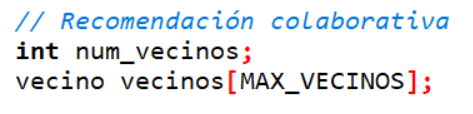 // Recomendación colaborativa
int num_vecinos;
vecino vecinos[MAX_VECINOS];